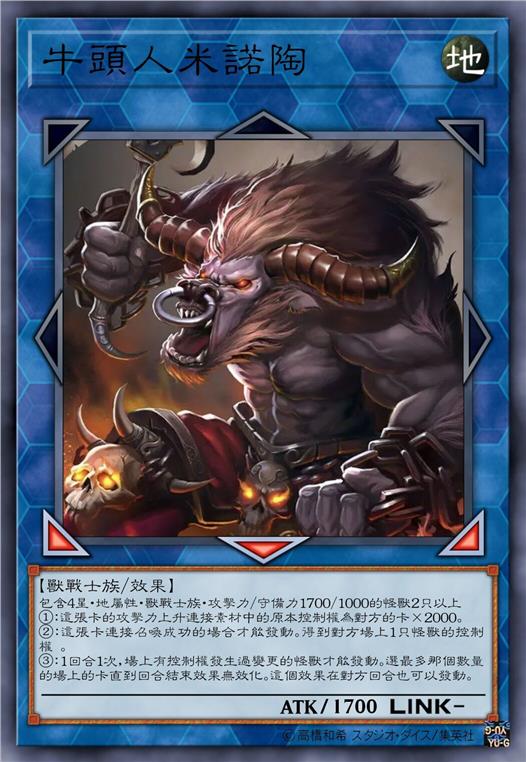 牛頭人米諾陶
地
【獸戰士族/效果】
包含4星·地屬性·獸戰士族·攻擊力/守備力1700/1000的怪獸2只以上
①:這張卡的攻擊力上升連接素材中的原本控制權為對方的卡×2000。
②:這張卡連接召喚成功的場合才能發動。得到對方場上1只怪獸的控制
權。
③:1回合1次,場上有控制權發生過變更的怪獸才能發動。選最多那個數量
的場上的卡直到回合結束效果無效化。這個效果在對方回合也可以發動。
ATK/1700 LINK-
©高橋和希 スタジオ·ダイス/集英社
YU-G
YU-G